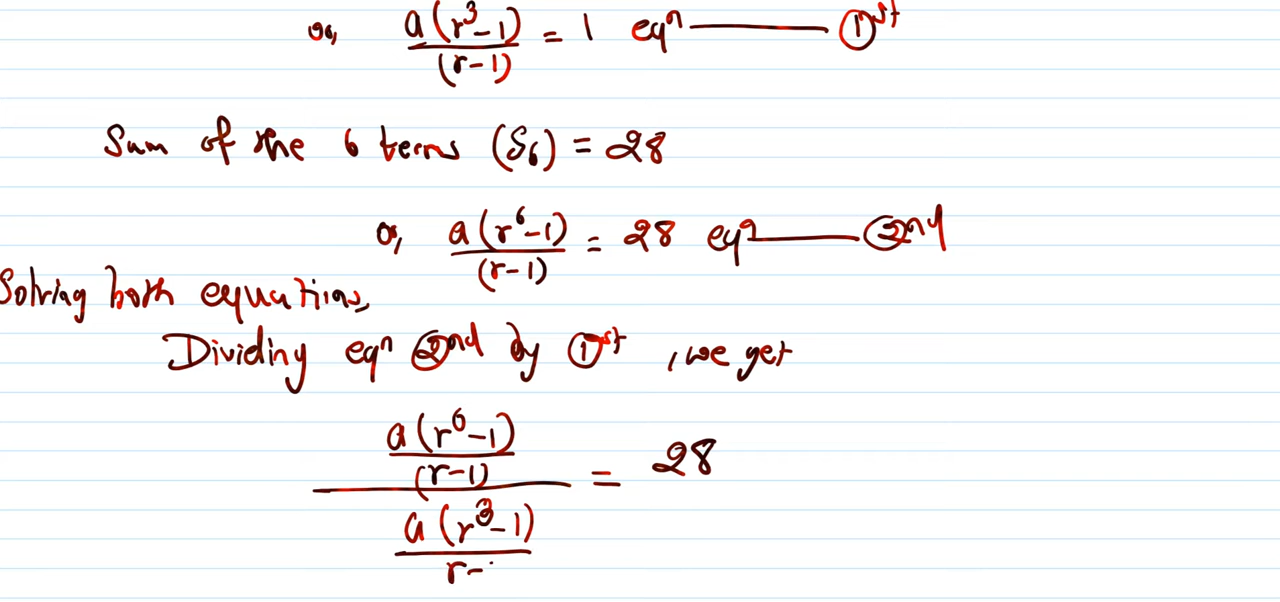 or, a(r³-1)/(r-1) = 1 eqⁿ ——— ①st
Sum of the 6 terms (S₆) = 28
or, a(r⁶-1)/(r-1) = 28 eqⁿ ——— ②nd
Solving both equations,
Dividing eqⁿ ②nd by ①st, we get
(a(r⁶-1)/(r-1))/(a(r³-1)/r- = 28